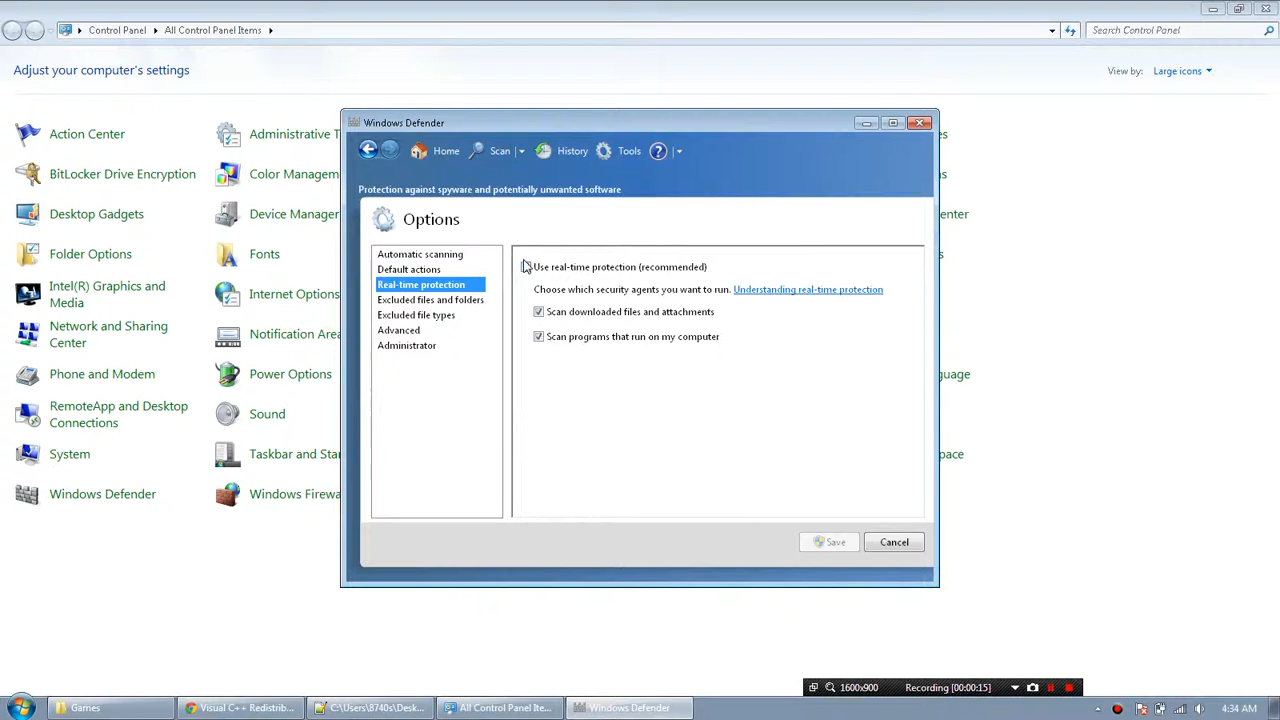 Control Panel
All Control Panel Items
Search Control Panel
Adjust your computer's settings
View by:
Large icons
Action Center
Administrative T
BitLocker Drive Encryption
Color Managem
Desktop Gadgets
Device Manager
Folder Options
Fonts
Intel(R) Graphics and
Media
Internet Options
Network and Sharing
Center
Notification Area
Phone and Modem
Power Options
RemoteApp and Desktop
Connections
Sound
System
Taskbar and Star
Windows Defender
Windows Firewa
es
s
center
s
guage
pace
Windows Defender
Home
Scan
History
Tools
?
Protection against spyware and potentially unwanted software
Options
Automatic scanning
Default actions
Real-time protection
Excluded files and folders
Excluded file types
Advanced
Administrator
Use real-time protection (recommended)
Choose which security agents you want to run. Understanding real-time protection
Scan downloaded files and attachments
Scan programs that run on my computer
Save
Cancel
1600x900
Recording [00:00:15]
Games
Visual C++ Redistrib...
C:\Users\8740s\Desk...
All Control Panel Ite...
Windows Defender
4:34 AM